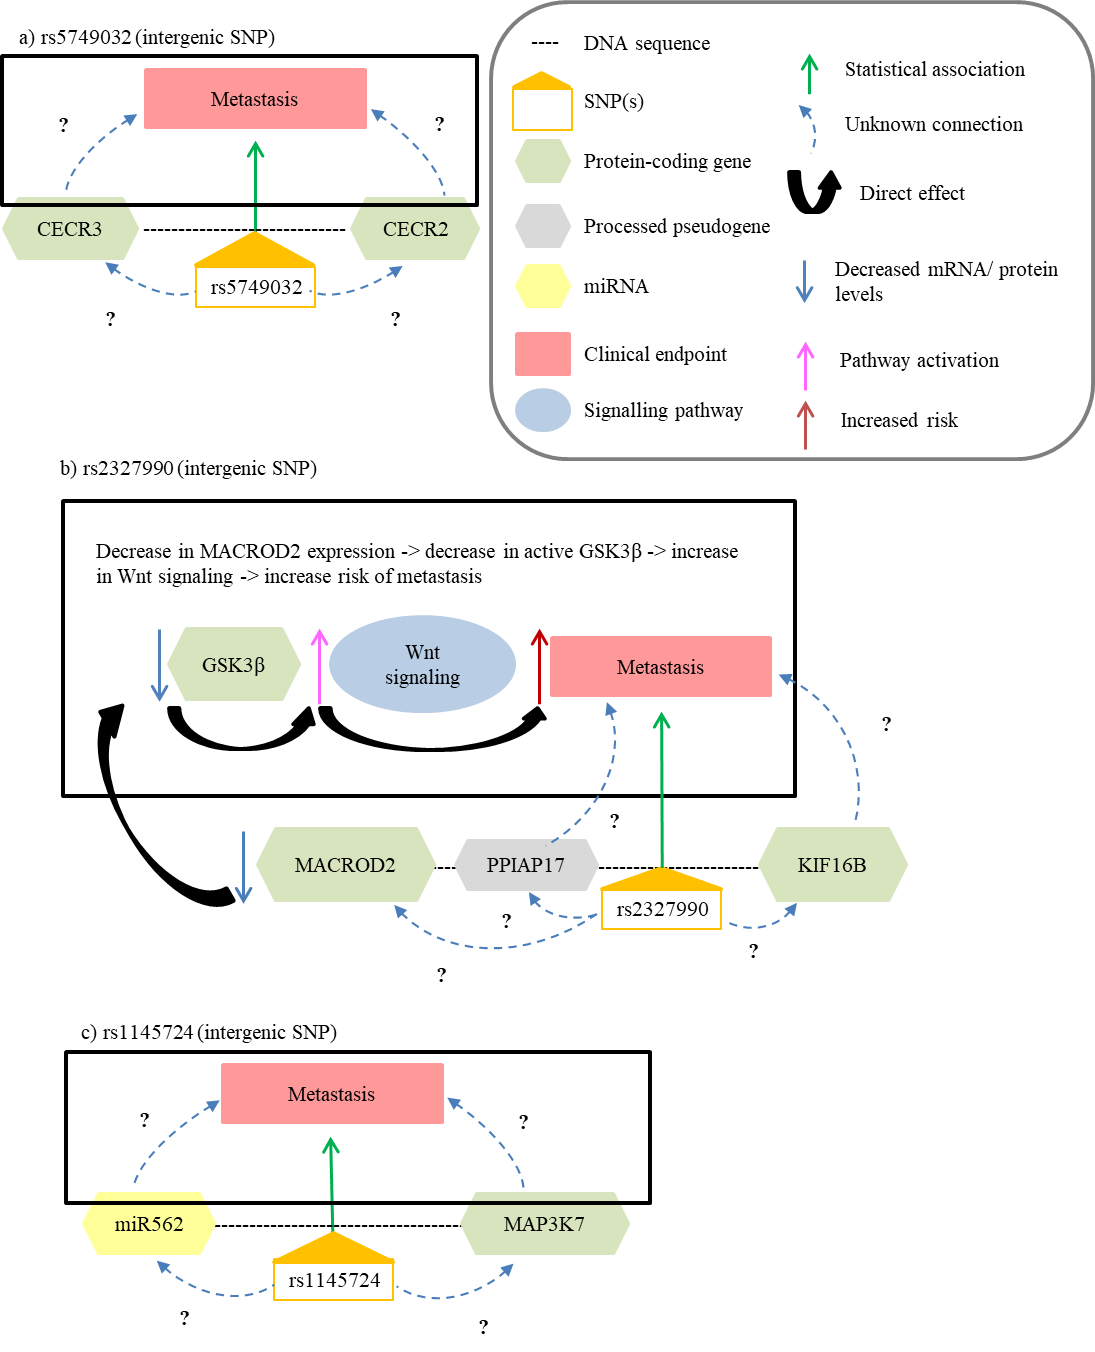 a) rs5749032 (intergenic SNP)
Metastasis
?
?
CECR3
CECR2
rs5749032
?
?
DNA sequence
SNP(s)
Protein-coding gene
Processed pseudogene
miRNA
Clinical endpoint
Signalling pathway
Statistical association
Unknown connection
Direct effect
Decreased mRNA/ protein
levels
Pathway activation
Increased risk
b) rs2327990 (intergenic SNP)
Decrease in MACROD2 expression -> decrease in active GSK3β -> increase
in Wnt signaling -> increase risk of metastasis
GSK3β
Wnt
signaling
Metastasis
?
?
MACROD2
PPIAP17
KIF16B
rs2327990
?
?
?
c) rs1145724 (intergenic SNP)
Metastasis
?
?
miR562
MAP3K7
rs1145724
?
?